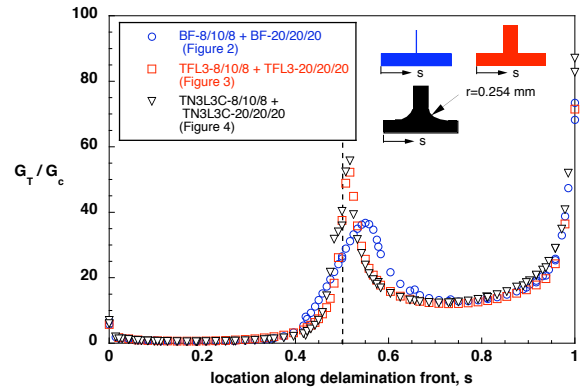 100
80
60
40
20
0
G_T / G_c
BF-8/10/8 + BF-20/20/20
(Figure 2)
TFL3-8/10/8 + TFL3-20/20/20
(Figure 3)
TN3L3C-8/10/8 +
TN3L3C-20/20/20
(Figure 4)
s
s
r=0.254 mm
s
0 0.2 0.4 0.6 0.8 1
location along delamination front, s